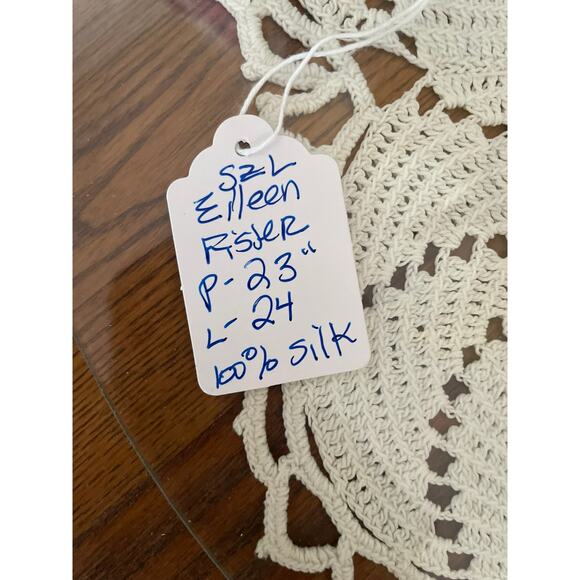 SZ L
Eileen
Fisher
P- 23"
L- 24
100% silk